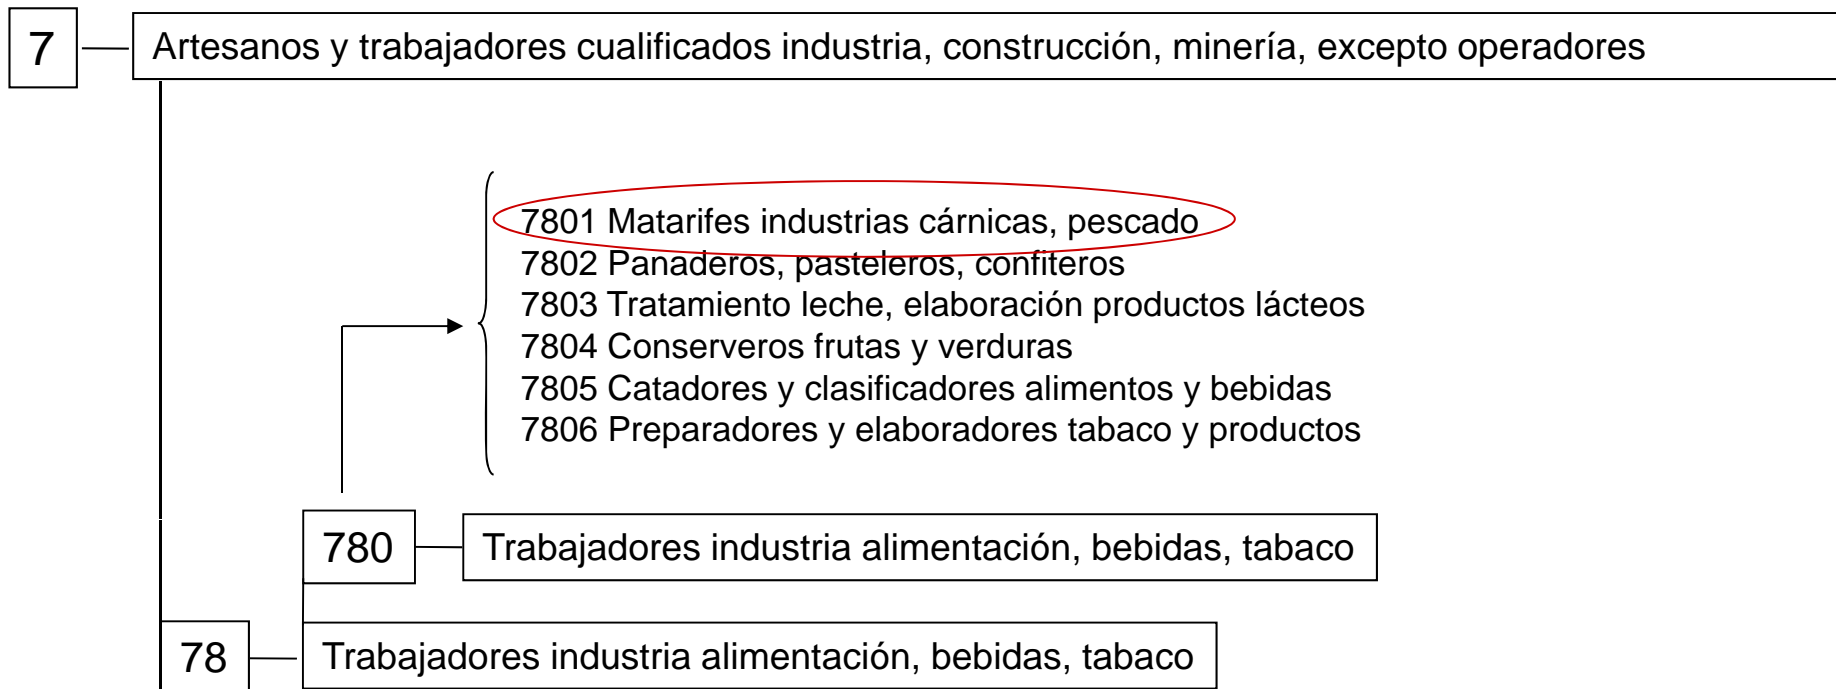 7 Artesanos y trabajadores cualificados industria, construcción, minería, excepto operadores
7801 Matarifes industrias cárnicas, pescado
7802 Panaderos, pasteleros, confiteros
7803 Tratamiento leche, elaboración productos lácteos
7804 Conserveros frutas y verduras
7805 Catadores y clasificadores alimentos y bebidas
7806 Preparadores y elaboradores tabaco y productos
780 Trabajadores industria alimentación, bebidas, tabaco
78 Trabajadores industria alimentación, bebidas, tabaco